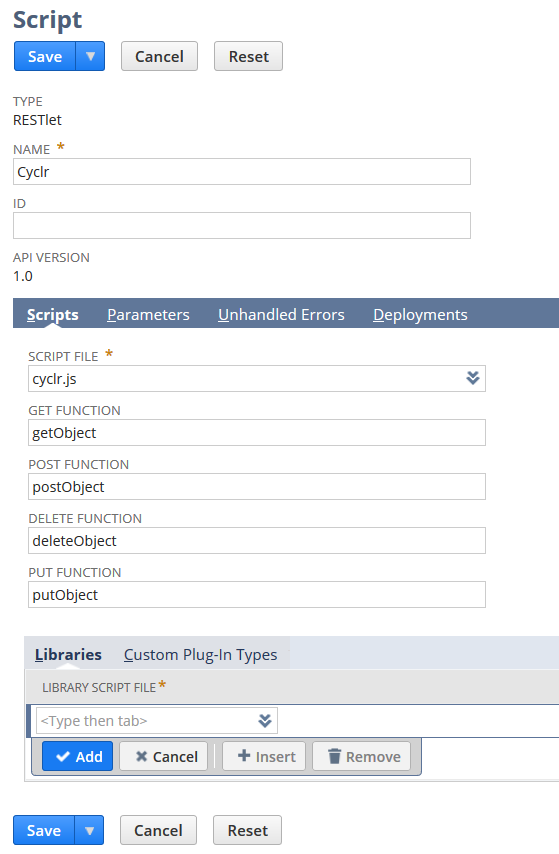 Script
Save Cancel Reset
TYPE
RESTlet
NAME *
Cyclr
ID
API VERSION
1.0
Scripts Parameters Unhandled Errors Deployments
SCRIPT FILE *
cyclr.js
GET FUNCTION
getObject
POST FUNCTION
postObject
DELETE FUNCTION
deleteObject
PUT FUNCTION
putObject
Libraries Custom Plug-In Types
LIBRARY SCRIPT FILE *
<Type then tab>
Add Cancel Insert Remove
Save Cancel Reset